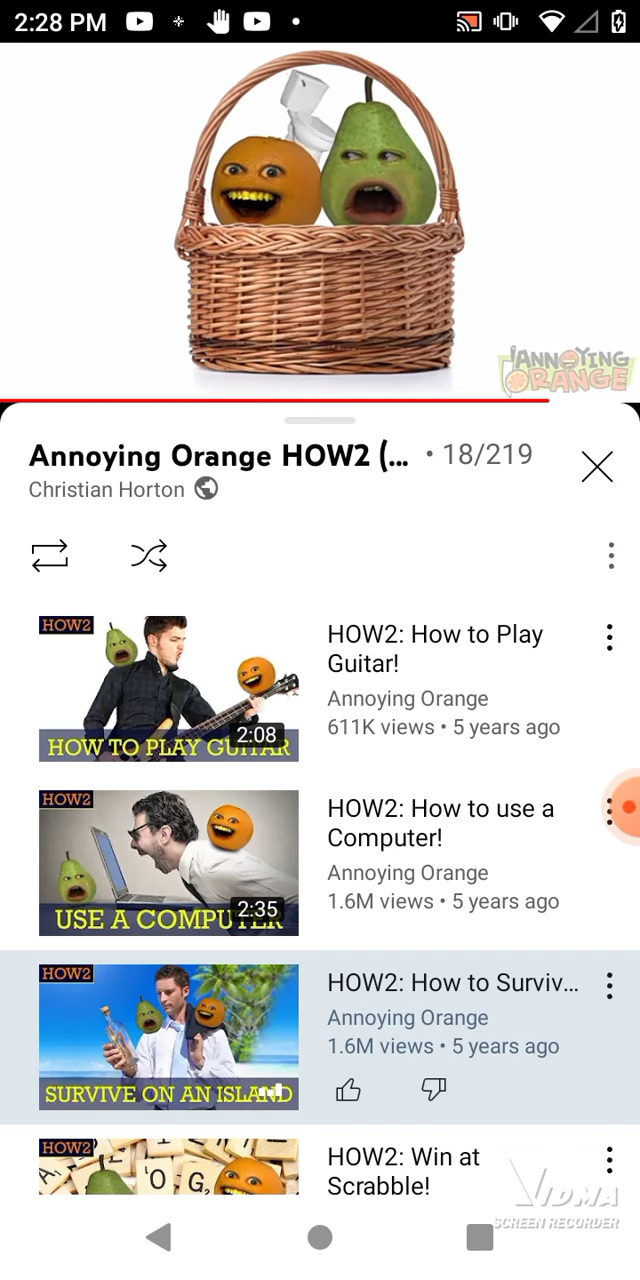 2:28 PM
ANNOYING
ORANGE
Annoying Orange HOW2 (... • 18/219
Christian Horton
HOW2
HOW TO PLAY GUITAR
2:08
HOW2: How to Play
Guitar!
Annoying Orange
611K views • 5 years ago
HOW2
USE A COMPUTER
2:35
HOW2: How to use a
Computer!
Annoying Orange
1.6M views • 5 years ago
HOW2
SURVIVE ON AN ISLAND
HOW2: How to Surviv...
Annoying Orange
1.6M views • 5 years ago
HOW2
A
O
G
HOW2: Win at
Scrabble!
VIDMA
SCREEN RECORDER